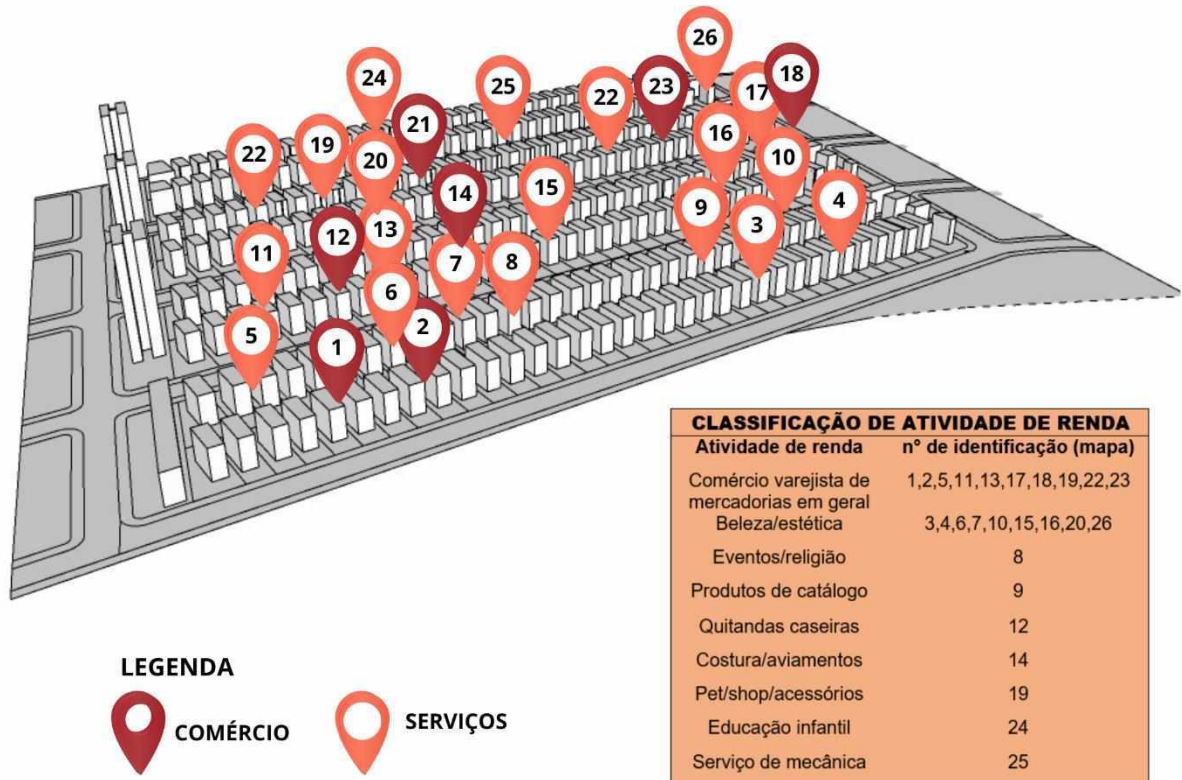 26
24
25
23
18
22
17
21
19
16
22
20
10
15
14
4
9
3
12
13
11
7
8
6
5
1
2
CLASSIFICAÇÃO DE ATIVIDADE DE RENDA
Atividade de renda n° de identificação (mapa)
Comércio varejista de 1,2,5,11,13,17,18,19,22,23
mercadorias em geral
Beleza/estética 3,4,6,7,10,15,16,20,26
Eventos/religião 8
Produtos de catálogo 9
Quitandas caseiras 12
Costura/aviamentos 14
Pet/shop/acessórios 19
Educação infantil 24
Serviço de mecânica 25
LEGENDA
COMÉRCIO
SERVIÇOS